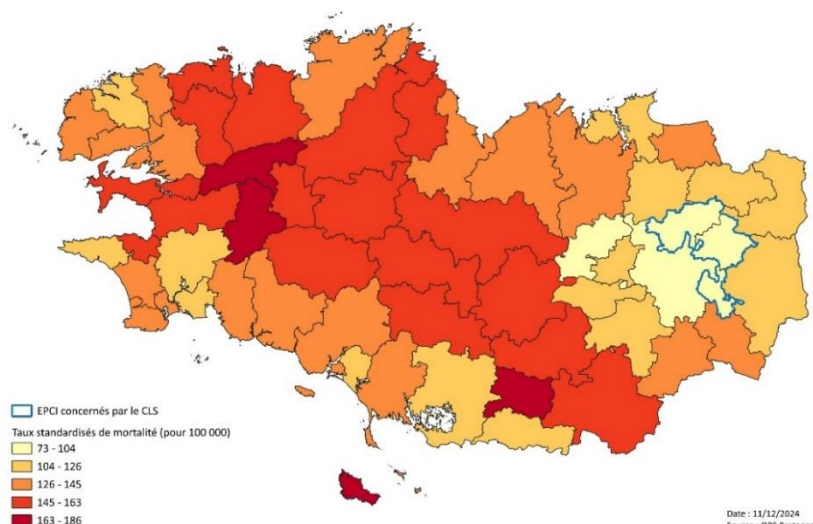 EPCI concernés par le CLS
Taux standardisés de mortalité (pour 100 000)
73 - 104
104 - 126
126 - 145
145 - 163
163 - 186
Date : 11/12/2024